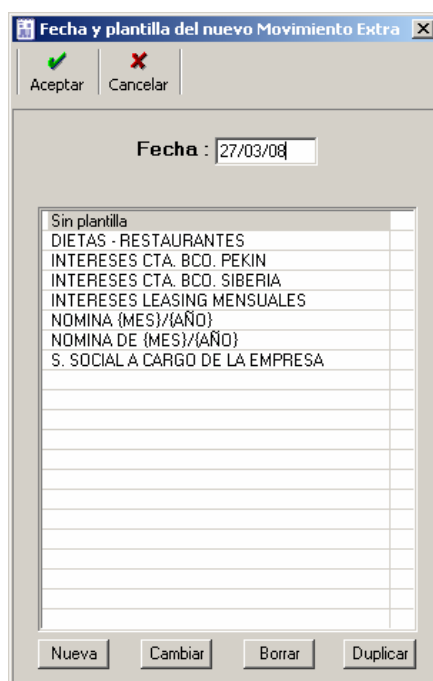 Fecha y plantilla del nuevo Movimiento Extra
Aceptar Cancelar
Fecha : 27/03/08
Sin plantilla
DIETAS - RESTAURANTES
INTERESES CTA. BCO. PEKIN
INTERESES CTA. BCO. SIBERIA
INTERESES LEASING MENSUALES
NOMINA {MES}/{AÑO}
NOMINA DE {MES}/{AÑO}
S. SOCIAL A CARGO DE LA EMPRESA
Nueva Cambiar Borrar Duplicar